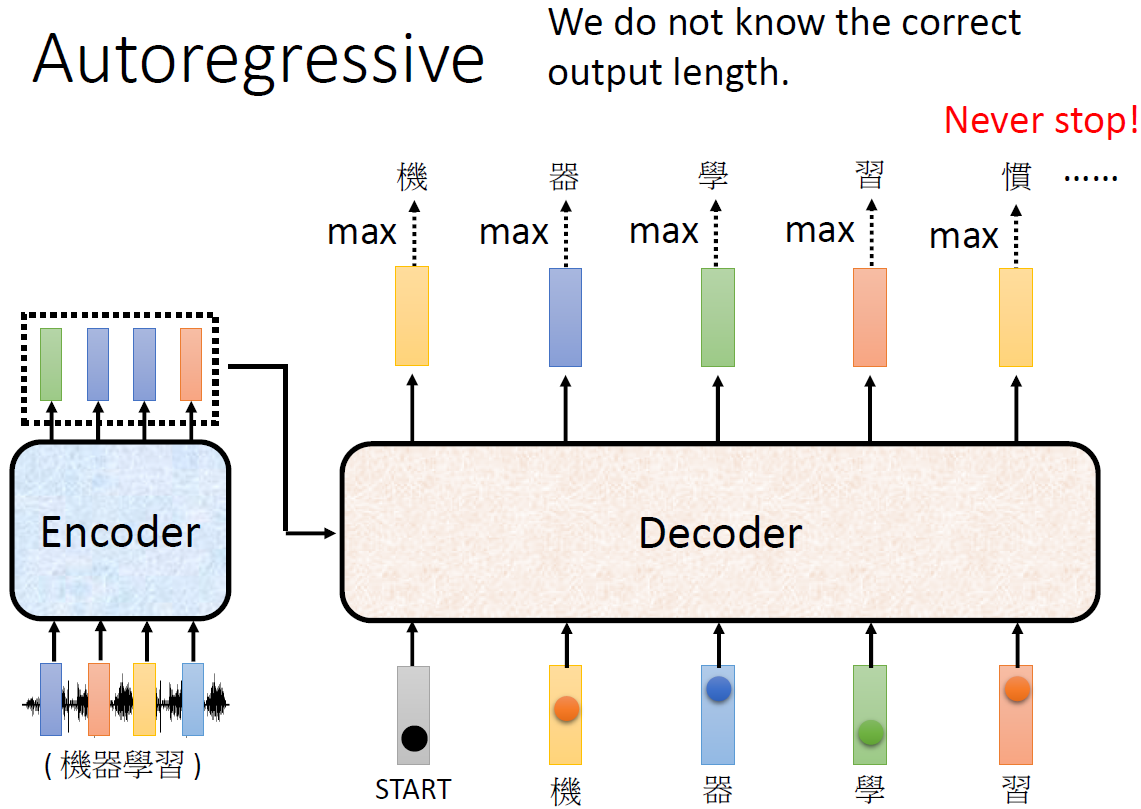 Autoregressive
We do not know the correct
output length.
Never stop!
機 器 學 習 慣 ……
max max max max max
Encoder
Decoder
( 機器學習 )
START 機 器 學 習